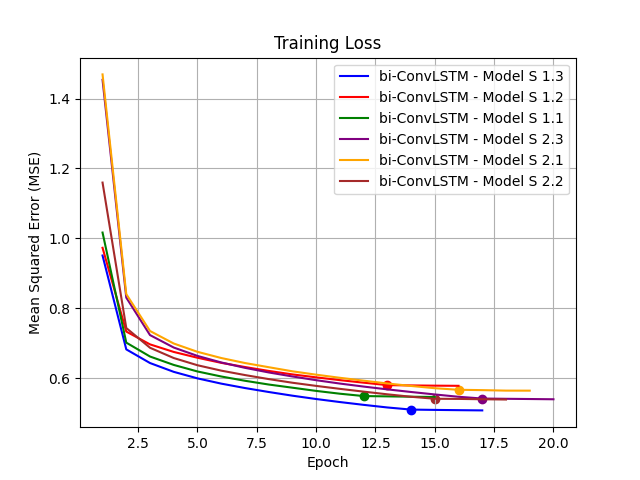 Training Loss
bi-ConvLSTM - Model S 1.3
bi-ConvLSTM - Model S 1.2
bi-ConvLSTM - Model S 1.1
bi-ConvLSTM - Model S 2.3
bi-ConvLSTM - Model S 2.1
bi-ConvLSTM - Model S 2.2
Mean Squared Error (MSE)
1.4
1.2
1.0
0.8
0.6
2.5 5.0 7.5 10.0 12.5 15.0 17.5 20.0
Epoch